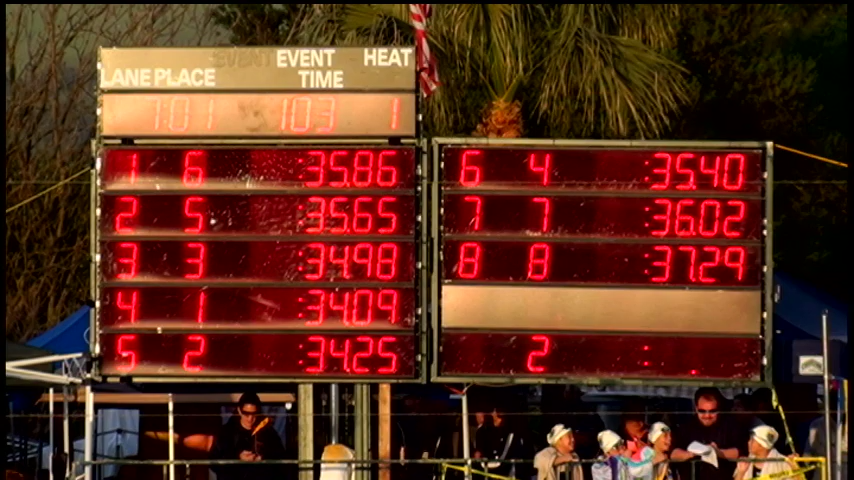 EVENT HEAT
LANE PLACE TIME
7:01 103 1
1 6 :35.86
2 5 :35.65
3 3 :34.98
4 1 :34.09
5 2 :34.25
6 4 :35.40
7 7 :36.02
8 8 :37.29
2 : .